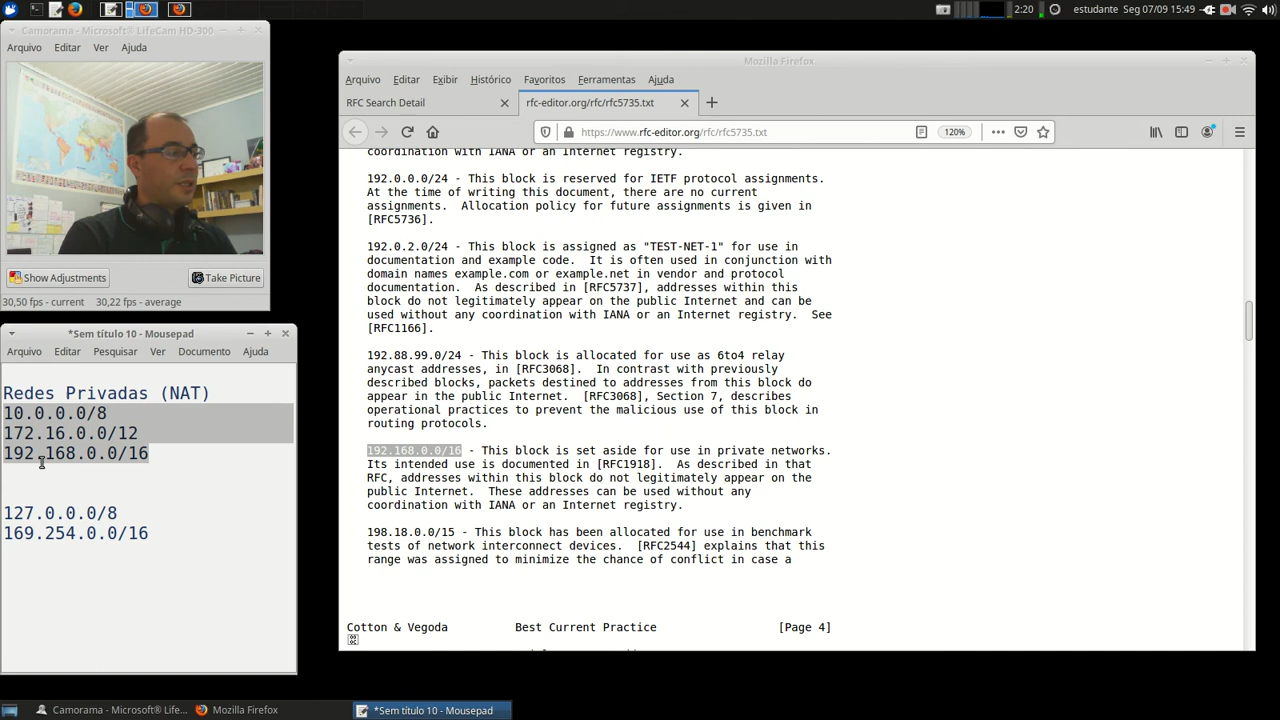 2:20
estudante Seg 07/09 15:49
Camorama - Microsoft® LifeCam HD-300
Arquivo Editar Ver Ajuda
Show Adjustments
Take Picture
30,50 fps - current 30,22 fps - average
*Sem título 10 - Mousepad
Arquivo Editar Pesquisar Ver Documento Ajuda
Redes Privadas (NAT)
10.0.0.0/8
172.16.0.0/12
192.168.0.0/16
127.0.0.0/8
169.254.0.0/16
Mozilla Firefox
Arquivo Editar Exibir Histórico Favoritos Ferramentas Ajuda
RFC Search Detail
rfc-editor.org/rfc/rfc5735.txt
https://www.rfc-editor.org/rfc/rfc5735.txt
120%
coordination with IANA or an Internet registry.
192.0.0.0/24 - This block is reserved for IETF protocol assignments.
At the time of writing this document, there are no current
assignments. Allocation policy for future assignments is given in
[RFC5736].
192.0.2.0/24 - This block is assigned as "TEST-NET-1" for use in
documentation and example code. It is often used in conjunction with
domain names example.com or example.net in vendor and protocol
documentation. As described in [RFC5737], addresses within this
block do not legitimately appear on the public Internet and can be
used without any coordination with IANA or an Internet registry. See
[RFC1166].
192.88.99.0/24 - This block is allocated for use as 6to4 relay
anycast addresses, in [RFC3068]. In contrast with previously
described blocks, packets destined to addresses from this block do
appear in the public Internet. [RFC3068], Section 7, describes
operational practices to prevent the malicious use of this block in
routing protocols.
192.168.0.0/16 - This block is set aside for use in private networks.
Its intended use is documented in [RFC1918]. As described in that
RFC, addresses within this block do not legitimately appear on the
public Internet. These addresses can be used without any
coordination with IANA or an Internet registry.
198.18.0.0/15 - This block has been allocated for use in benchmark
tests of network interconnect devices. [RFC2544] explains that this
range was assigned to minimize the chance of conflict in case a
Cotton & Vegoda Best Current Practice [Page 4]
Camorama - Microsoft® LifeC...
Mozilla Firefox
*Sem título 10 - Mousepad